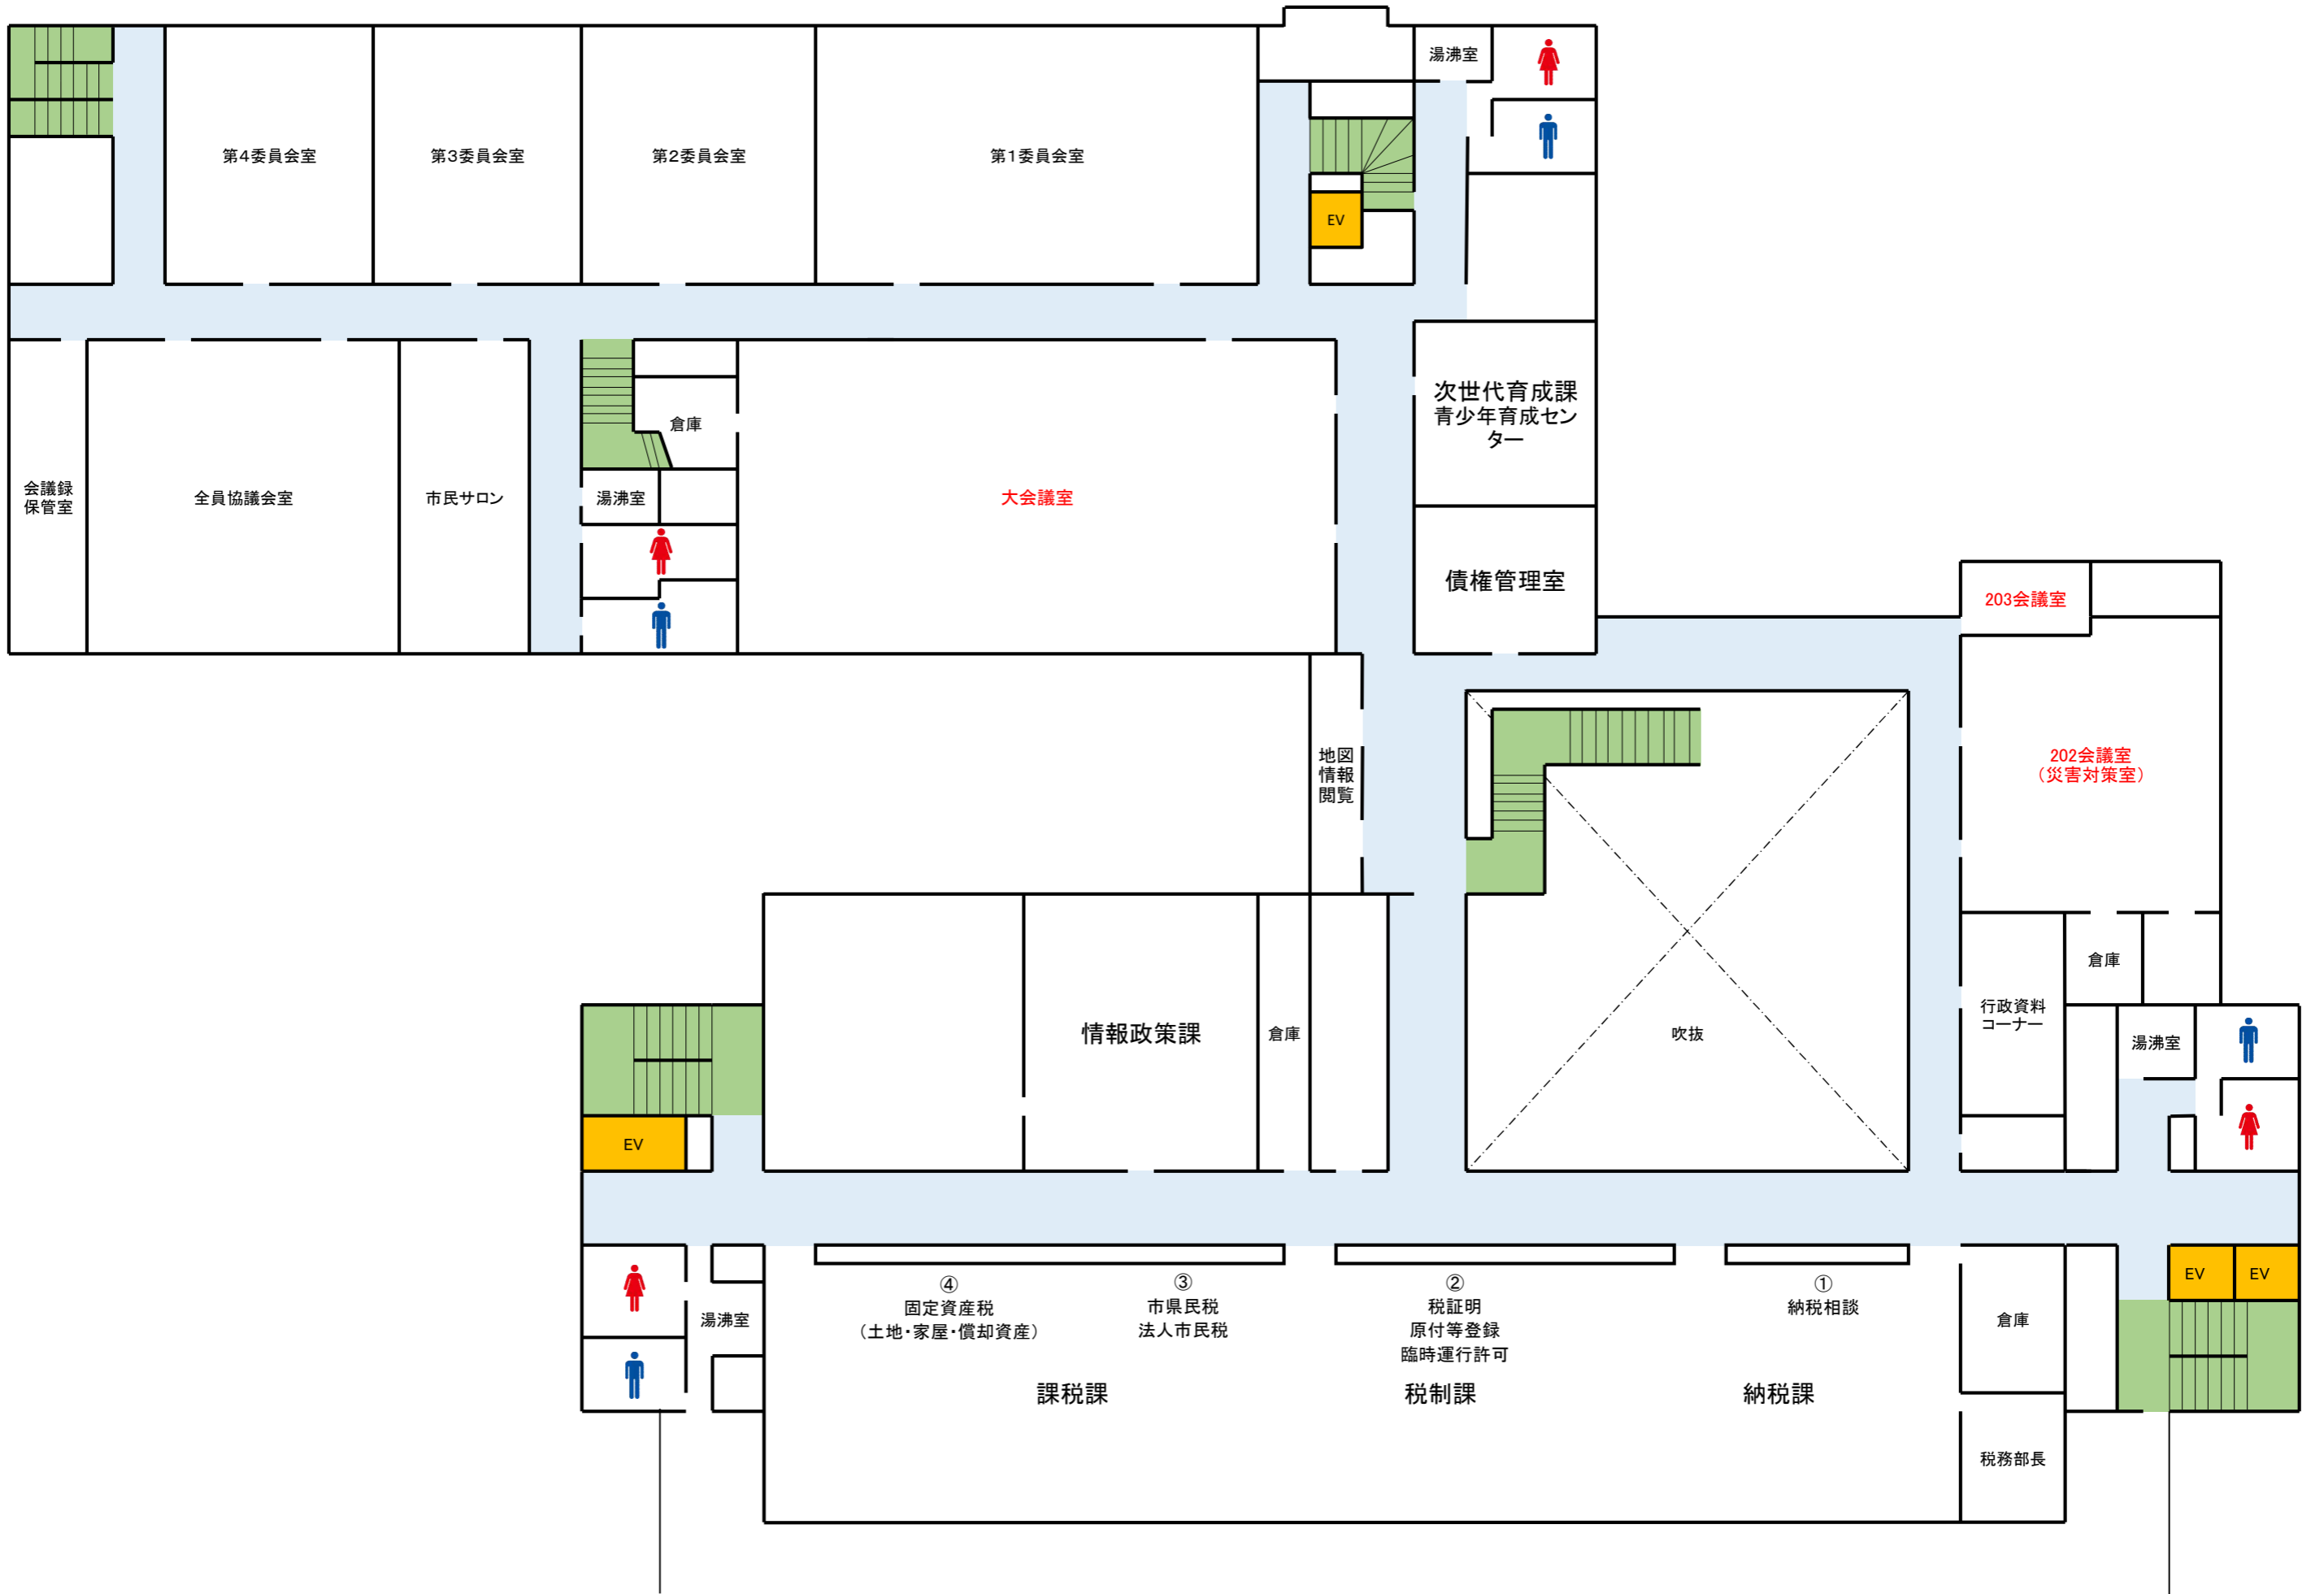 湯沸室
第4委員会室
第3委員会室
第2委員会室
第1委員会室
EV
次世代育成課
青少年育成セン
ター
倉庫
会議録
保管室
全員協議会室
市民サロン
湯沸室
大会議室
債権管理室
203会議室
地図
情報
閲覧
202会議室
（災害対策室）
倉庫
行政資料
コーナー
情報政策課
倉庫
吹抜
湯沸室
EV
EV
EV
④
固定資産税
（土地・家屋・償却資産）
③
市県民税
法人市民税
②
税証明
原付等登録
臨時運行許可
①
納税相談
湯沸室
倉庫
課税課
税制課
納税課
税務部長